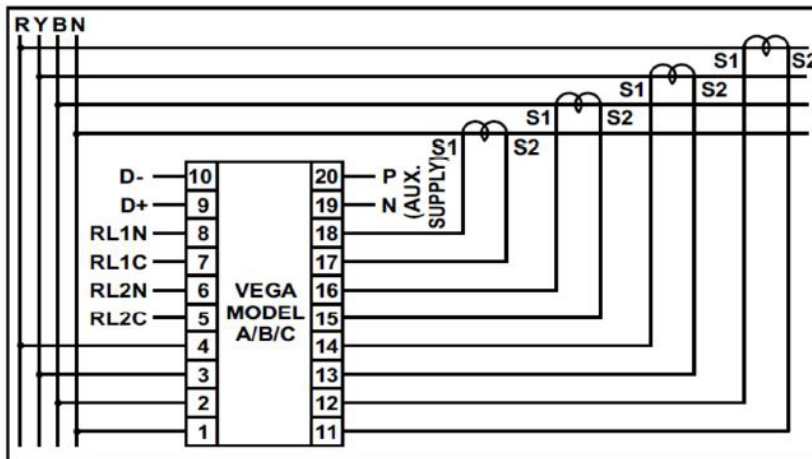 R Y B N
S1 S2
S1 S2
S1 S2
S1 S2
D- 10 20 P
D+ 9 19 N
(AUX. SUPPLY)
RL1N 8 18
RL1C 7 17
RL2N 6 16
RL2C 5 15
VEGA
MODEL
A/B/C
4 14
3 13
2 12
1 11